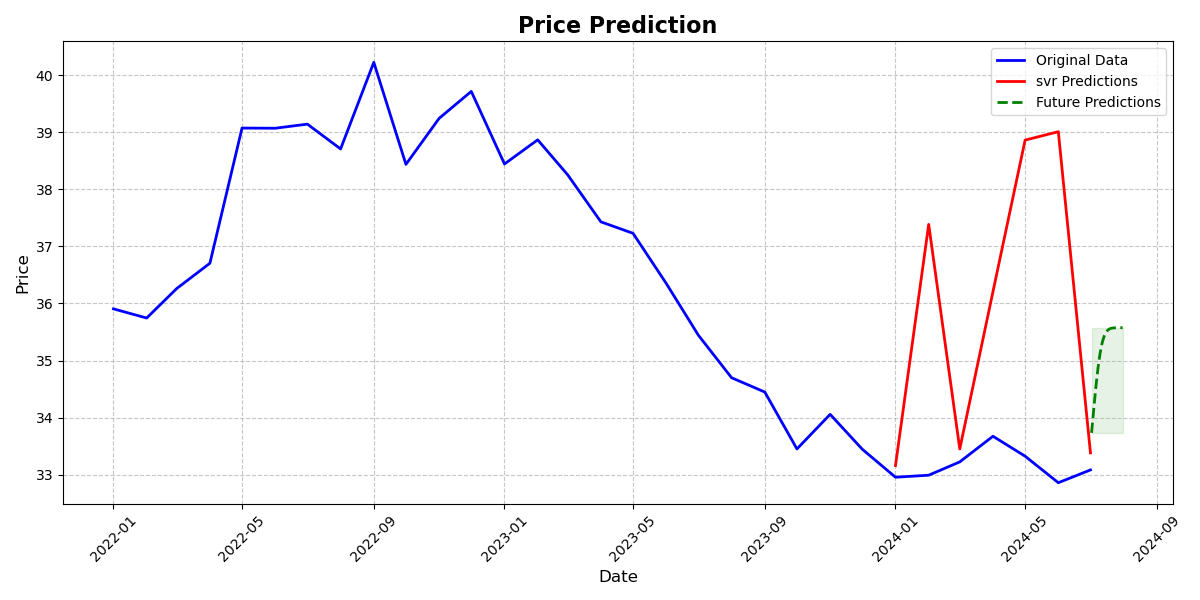 Price Prediction
Original Data
svr Predictions
Future Predictions
Price
40
39
38
37
36
35
34
33
2022-01
2022-05
2022-09
2023-01
2023-05
2023-09
2024-01
2024-05
2024-09
Date